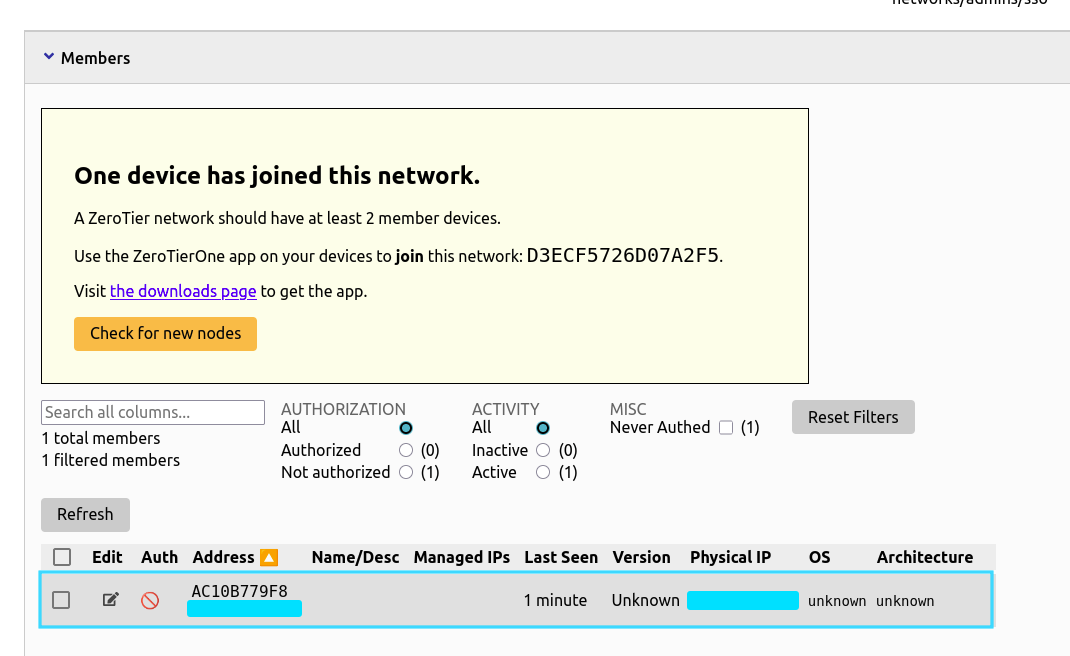 networks/admins/sso
Members
One device has joined this network.
A ZeroTier network should have at least 2 member devices.
Use the ZeroTierOne app on your devices to join this network: D3ECF5726D07A2F5.
Visit the downloads page to get the app.
Check for new nodes
Search all columns...
1 total members
1 filtered members
AUTHORIZATION
All
Authorized (0)
Not authorized (1)
ACTIVITY
All
Inactive (0)
Active (1)
MISC
Never Authed (1)
Reset Filters
Refresh
Edit Auth Address Name/Desc Managed IPs Last Seen Version Physical IP OS Architecture
AC10B779F8 1 minute Unknown unknown unknown